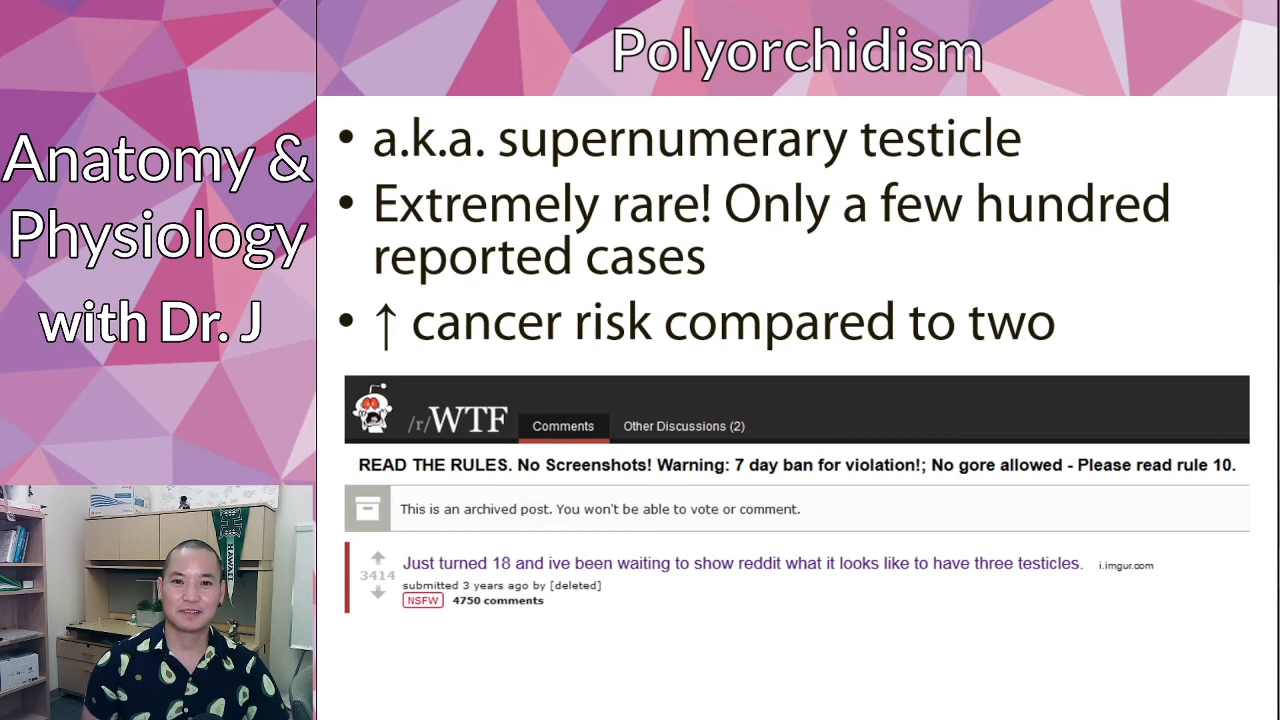 Polyorchidism
Anatomy &
Physiology
with Dr. J
• a.k.a. supernumerary testicle
• Extremely rare! Only a few hundred
reported cases
• ↑ cancer risk compared to two
/r/WTF Comments Other Discussions (2)
READ THE RULES. No Screenshots! Warning: 7 day ban for violation!; No gore allowed - Please read rule 10.
This is an archived post. You won't be able to vote or comment.
Just turned 18 and ive been waiting to show reddit what it looks like to have three testicles. i.imgur.com
3414
submitted 3 years ago by [deleted]
NSFW 4750 comments
HAWAII